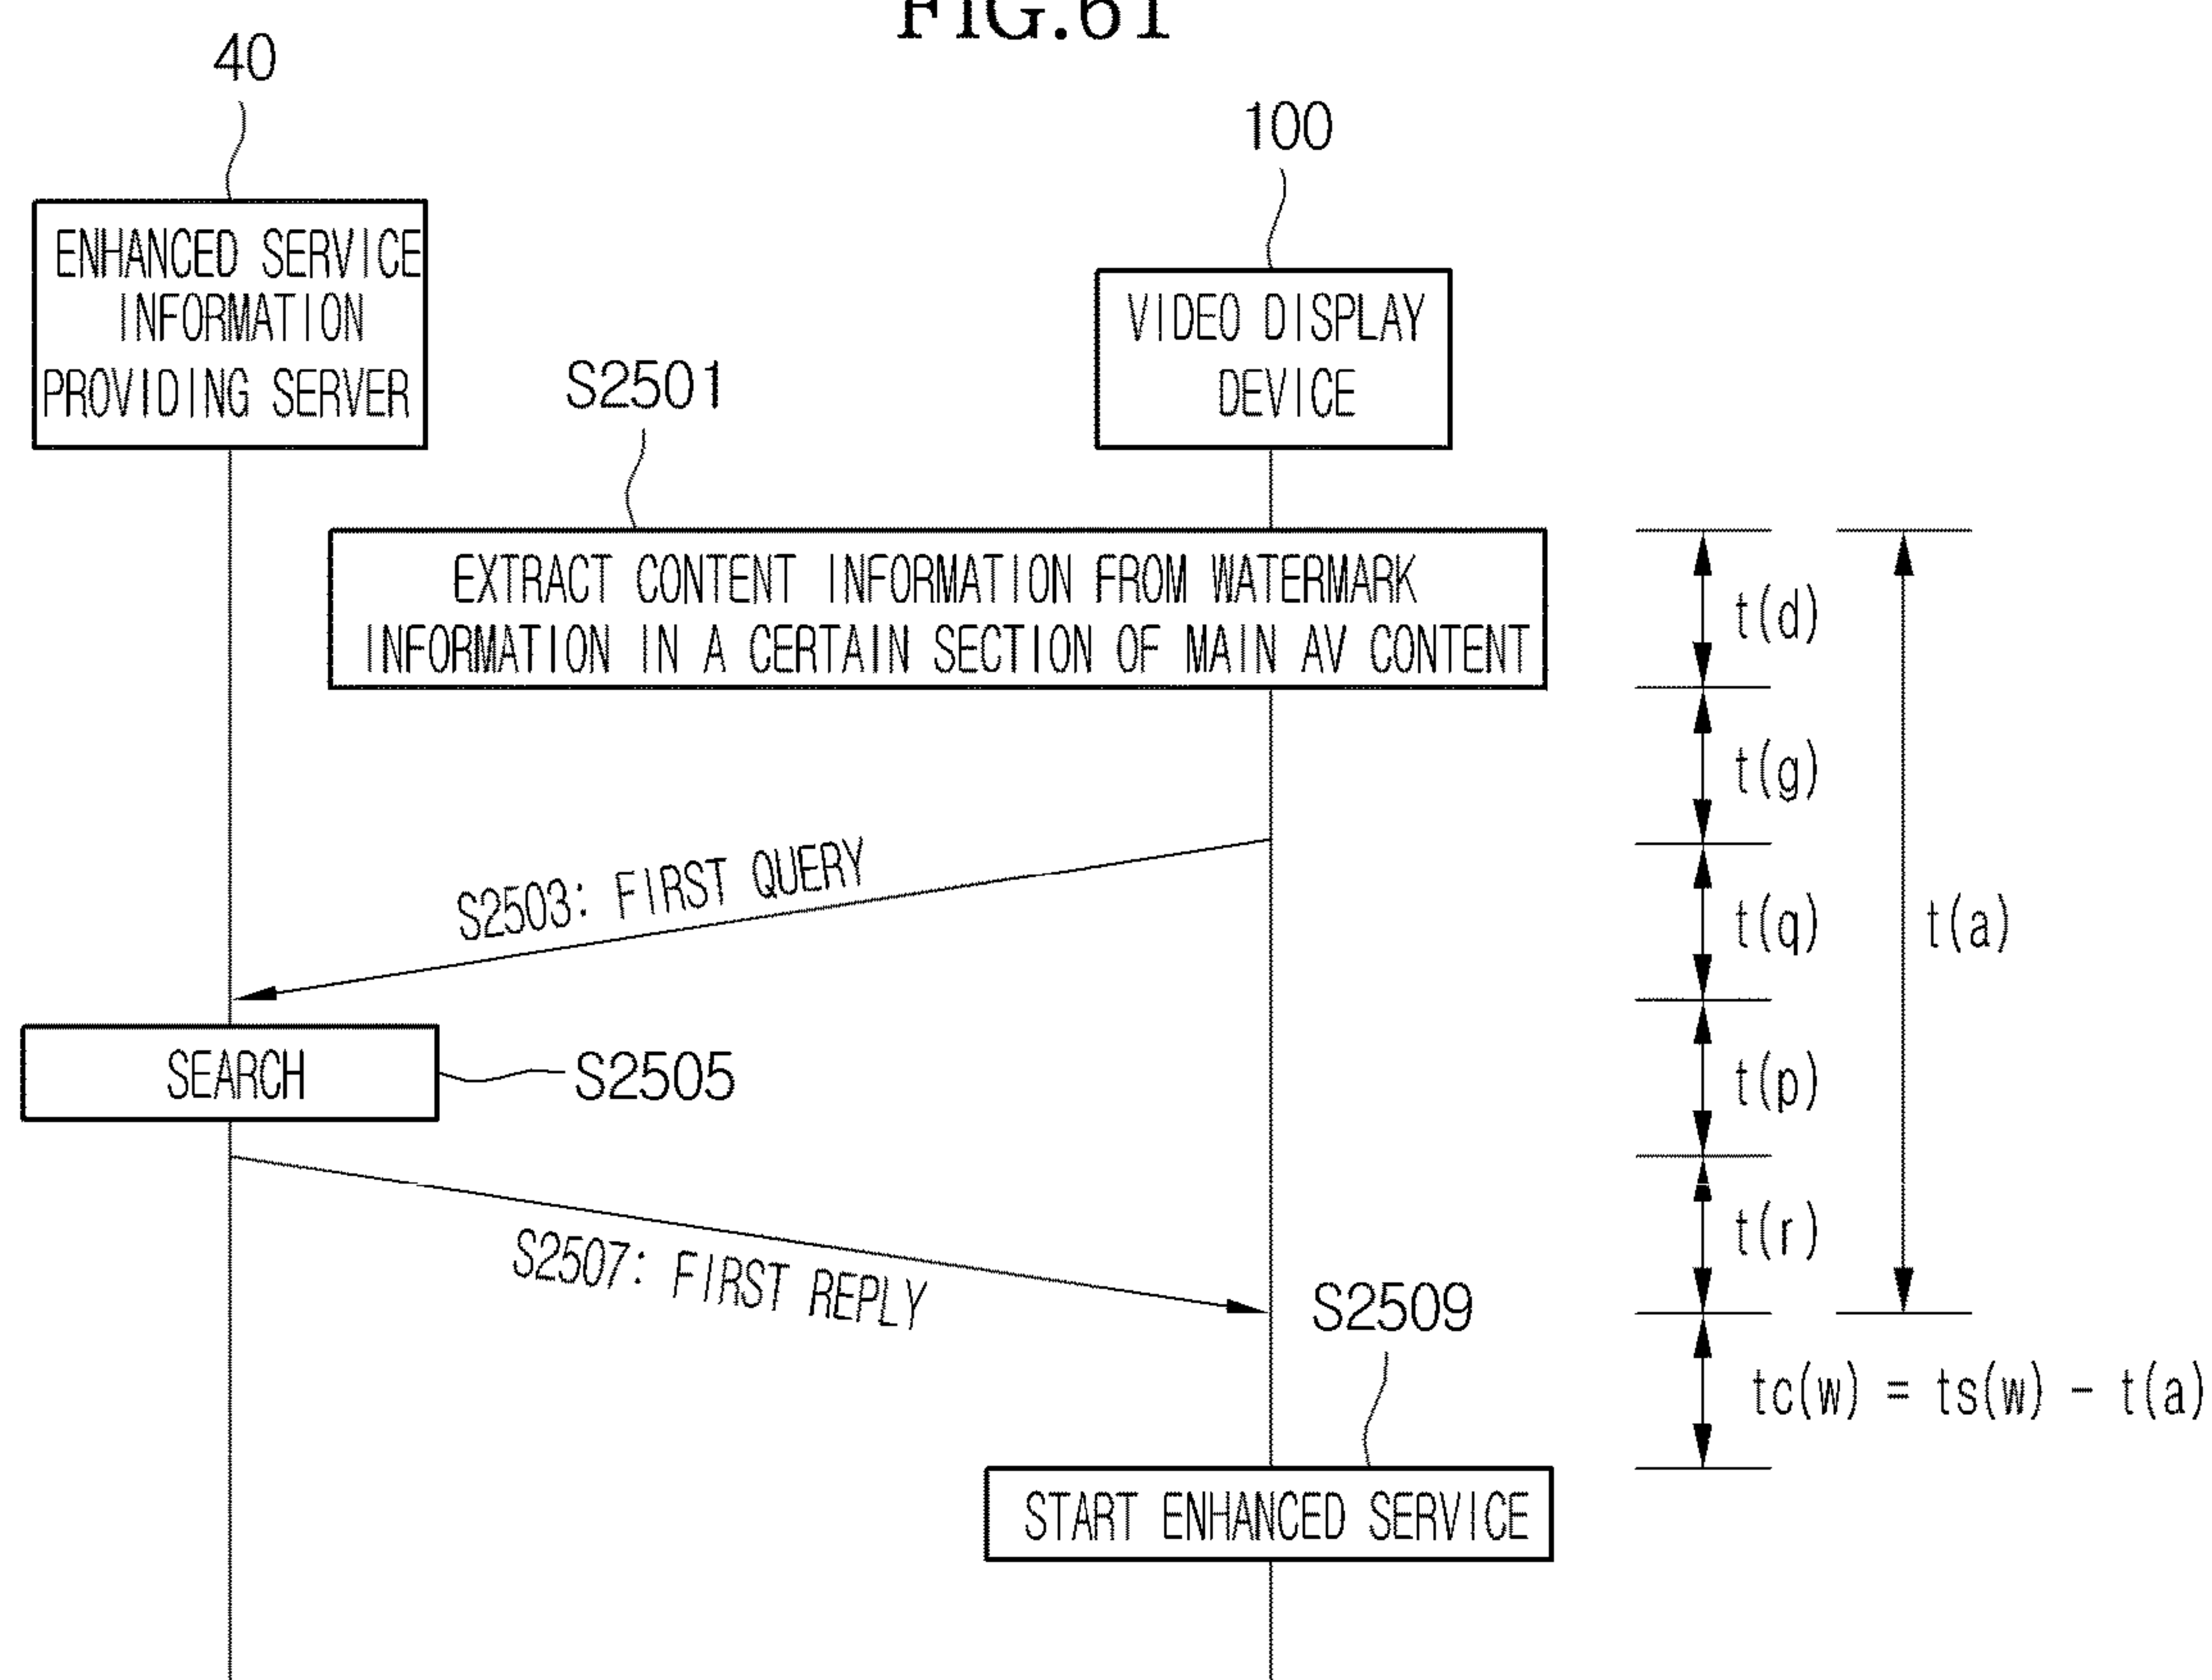 FIG.61
40
100
ENHANCED SERVICE
INFORMATION
PROVIDING SERVER
VIDEO DISPLAY
DEVICE
S2501
EXTRACT CONTENT INFORMATION FROM WATERMARK
INFORMATION IN A CERTAIN SECTION OF MAIN AV CONTENT
t(d)
t(g)
S2503: FIRST QUERY
t(q)
t(a)
SEARCH
S2505
t(p)
S2507: FIRST REPLY
t(r)
S2509
tc(w) = ts(w) - t(a)
START ENHANCED SERVICE